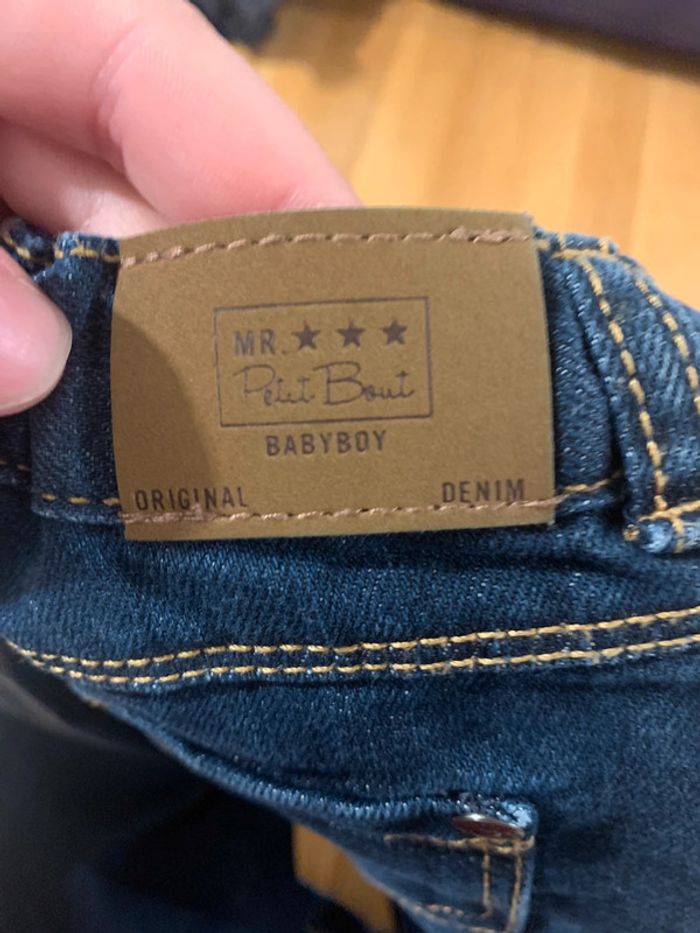 MR. ★ ★ ★
Petit Bout
BABYBOY
ORIGINAL DENIM